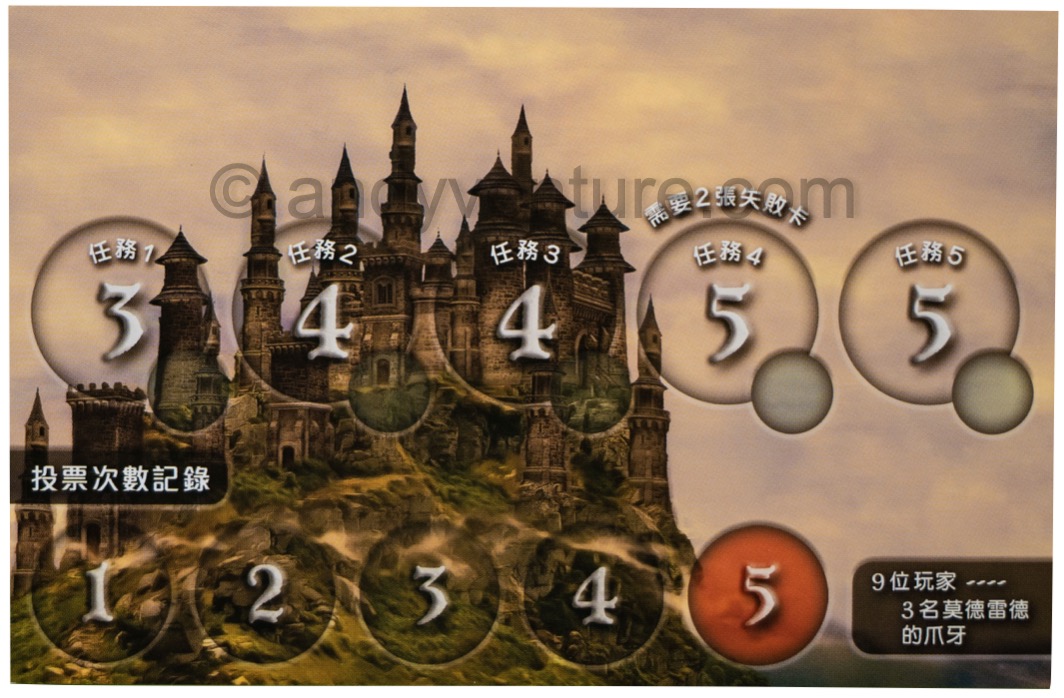 © andyventure.com
需要2張失敗卡
任務1 任務2 任務3 任務4 任務5
3 4 4 5 5
投票次數記錄
1 2 3 4 5
9位玩家 ----
3名莫德雷德
的爪牙